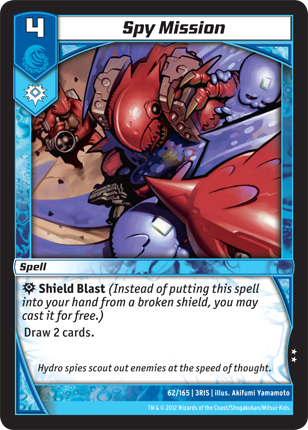 4
Spy Mission
Spell
Shield Blast (Instead of putting this spell
into your hand from a broken shield, you may
cast it for free.)
Draw 2 cards.
Hydro spies scout out enemies at the speed of thought.
62/165 | 3RIS | illus. Akifumi Yamamoto
TM & © 2012 Wizards of the Coast/Shogakukan/Mitsui-Kids.